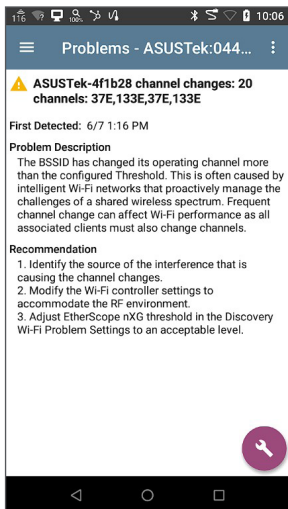 116 100% 10:06
Problems - ASUSTek:044...
ASUSTek-4f1b28 channel changes: 20
channels: 37E,133E,37E,133E
First Detected: 6/7 1:16 PM
Problem Description
The BSSID has changed its operating channel more
than the configured Threshold. This is often caused by
intelligent Wi-Fi networks that proactively manage the
challenges of a shared wireless spectrum. Frequent
channel change can affect Wi-Fi performance as all
associated clients must also change channels.
Recommendation
1. Identify the source of the interference that is
causing the channel changes.
2. Modify the Wi-Fi controller settings to
accommodate the RF environment.
3. Adjust EtherScope nXG threshold in the Discovery
Wi-Fi Problem Settings to an acceptable level.